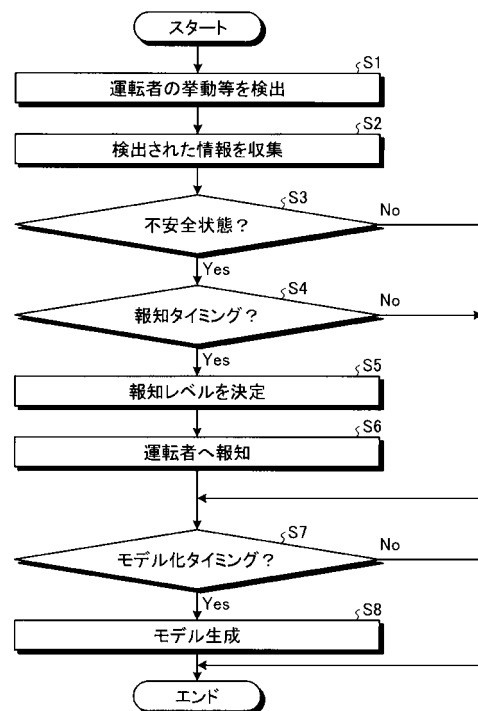 スタート
S1
運転者の挙動等を検出
S2
検出された情報を収集
S3
不安全状態？
No
Yes
S4
報知タイミング？
No
Yes
S5
報知レベルを決定
S6
運転者へ報知
S7
モデル化タイミング？
No
Yes
S8
モデル生成
エンド